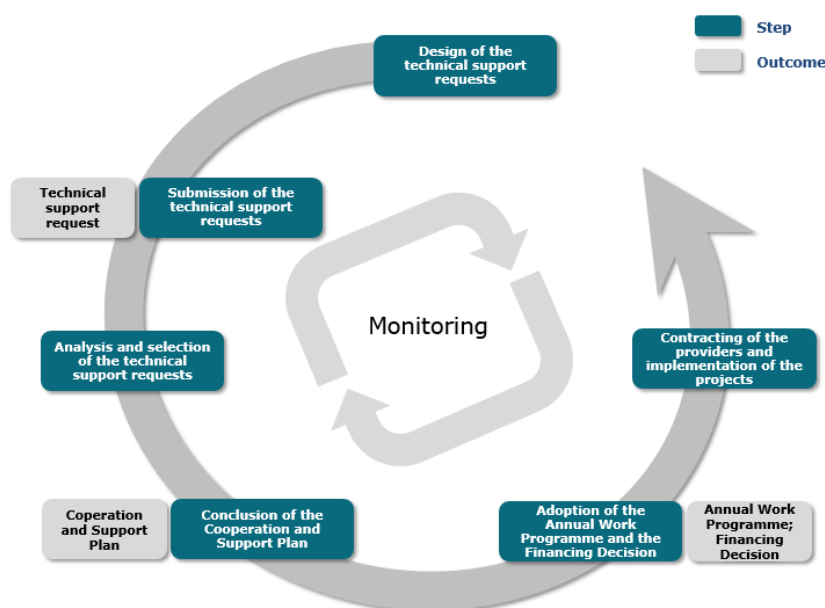 Step
Outcome
Design of the
technical support
requests
Technical
support
request
Submission of the
technical support
requests
Monitoring
Analysis and selection
of the technical
support requests
Contracting of the
providers and
implementation of the
projects
Coperation
and Support
Plan
Conclusion of the
Cooperation and
Support Plan
Adoption of the
Annual Work
Programme and the
Financing Decision
Annual Work
Programme;
Financing
Decision